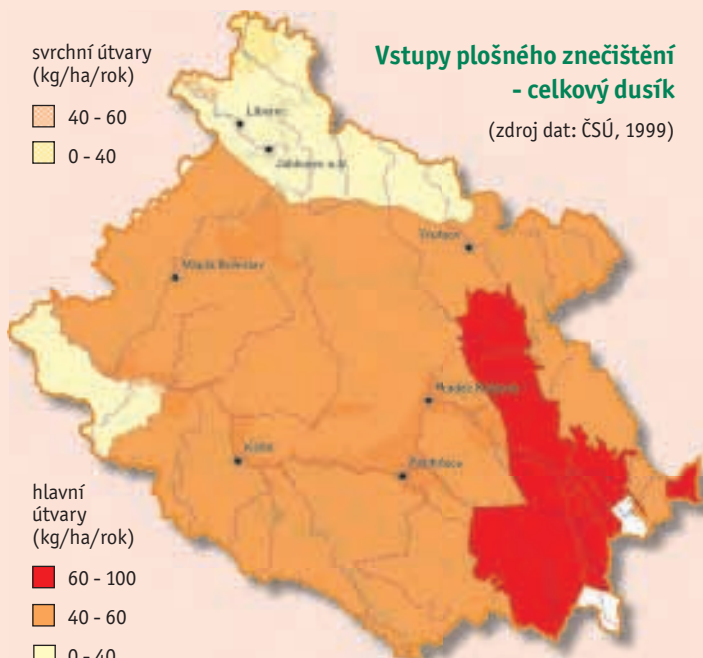 Vstupy plošného znečištění
- celkový dusík
(zdroj dat: ČSÚ, 1999)
svrchní útvary
(kg/ha/rok)
40 - 60
0 - 40
Liberec
Jablonec n.N.
Trutnov
Mladá Boleslav
Hradec Králové
Kolín
Pardubice
hlavní
útvary
(kg/ha/rok)
60 - 100
40 - 60
0 - 40